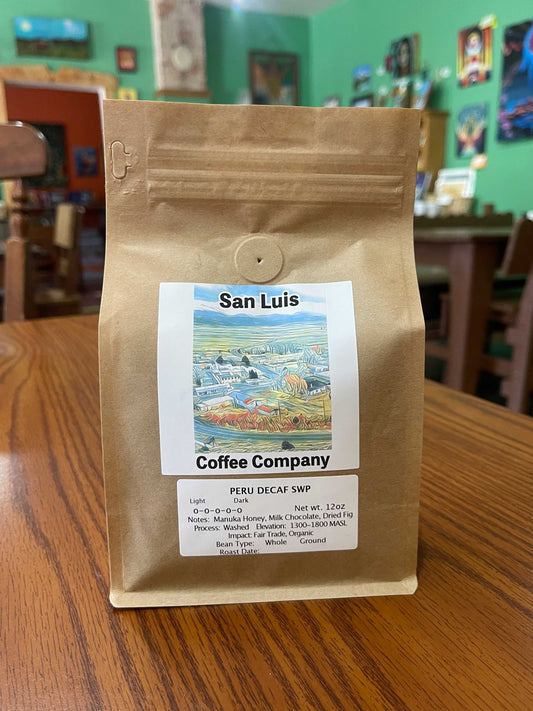 San Luis
Coffee Company
PERU DECAF SWP
Light Dark
o-o-o-o-o Net wt. 12oz
Notes: Manuka Honey, Milk Chocolate, Dried Fig
Process: Washed Elevation: 1300-1800 MASL
Impact: Fair Trade, Organic
Bean Type: Whole Ground
Roast Date: